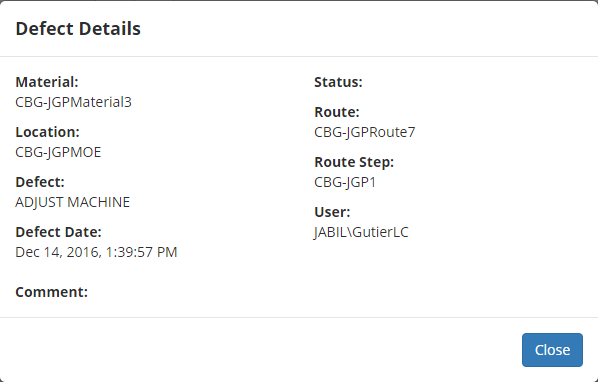 Defect Details
Material:
CBG-JGPMaterial3
Location:
CBG-JGPMOE
Defect:
ADJUST MACHINE
Defect Date:
Dec 14, 2016, 1:39:57 PM
Comment:
Status:
Route:
CBG-JGPRoute7
Route Step:
CBG-JGP1
User:
JABIL\GutierLC
Close